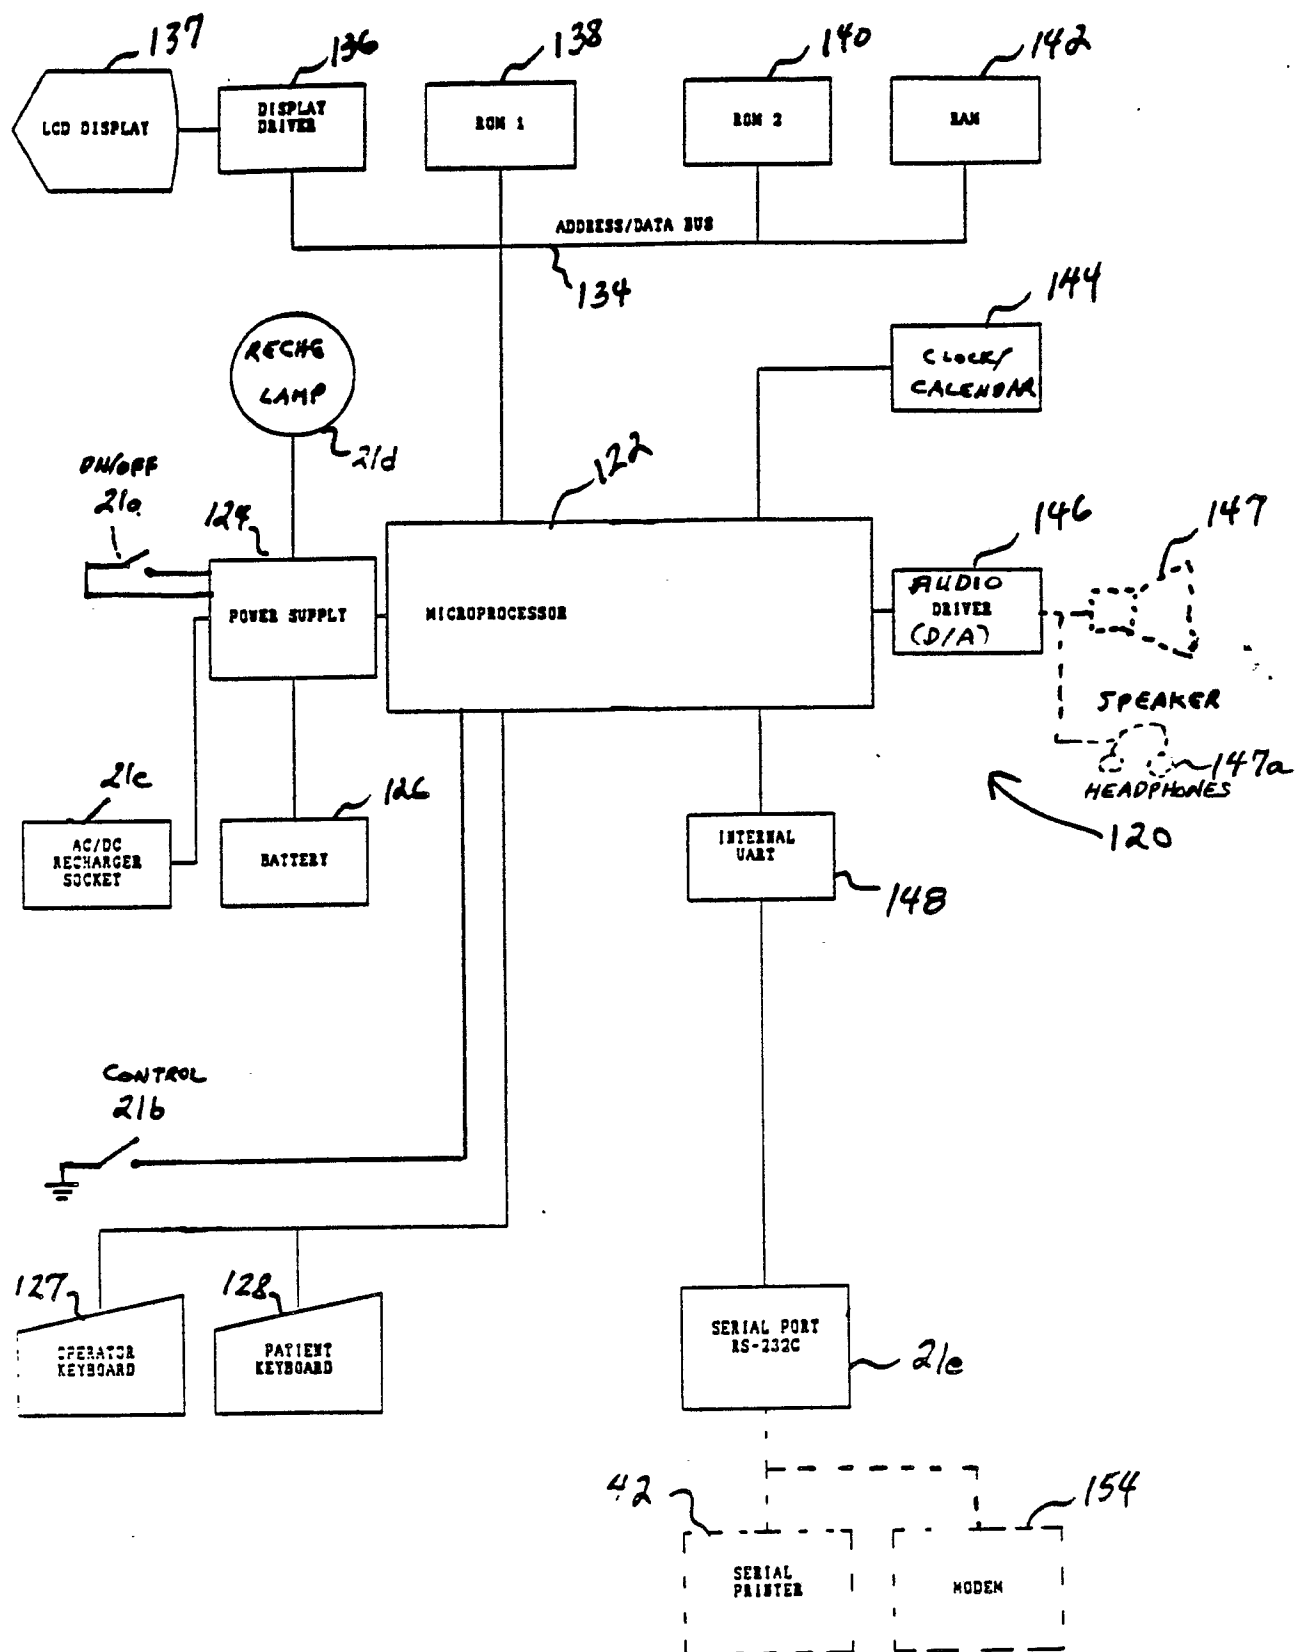 137
136
138
140
142
LCD DISPLAY
DISPLAY
DRIVER
ROM 1
ROM 2
RAM
ADDRESS/DATA BUS
134
144
CLOCK/
CALENDAR
RECHG
LAMP
21d
ON/OFF
21a
124
122
146
147
POWER SUPPLY
MICROPROCESSOR
AUDIO
DRIVER
(D/A)
SPEAKER
147a
HEADPHONES
120
21c
126
AC/DC
RECHARGER
SOCKET
BATTERY
INTERNAL
UART
148
CONTROL
21b
127
128
OPERATOR
KEYBOARD
PATIENT
KEYBOARD
SERIAL PORT
RS-232C
21e
42
154
SERIAL
PRINTER
MODEM